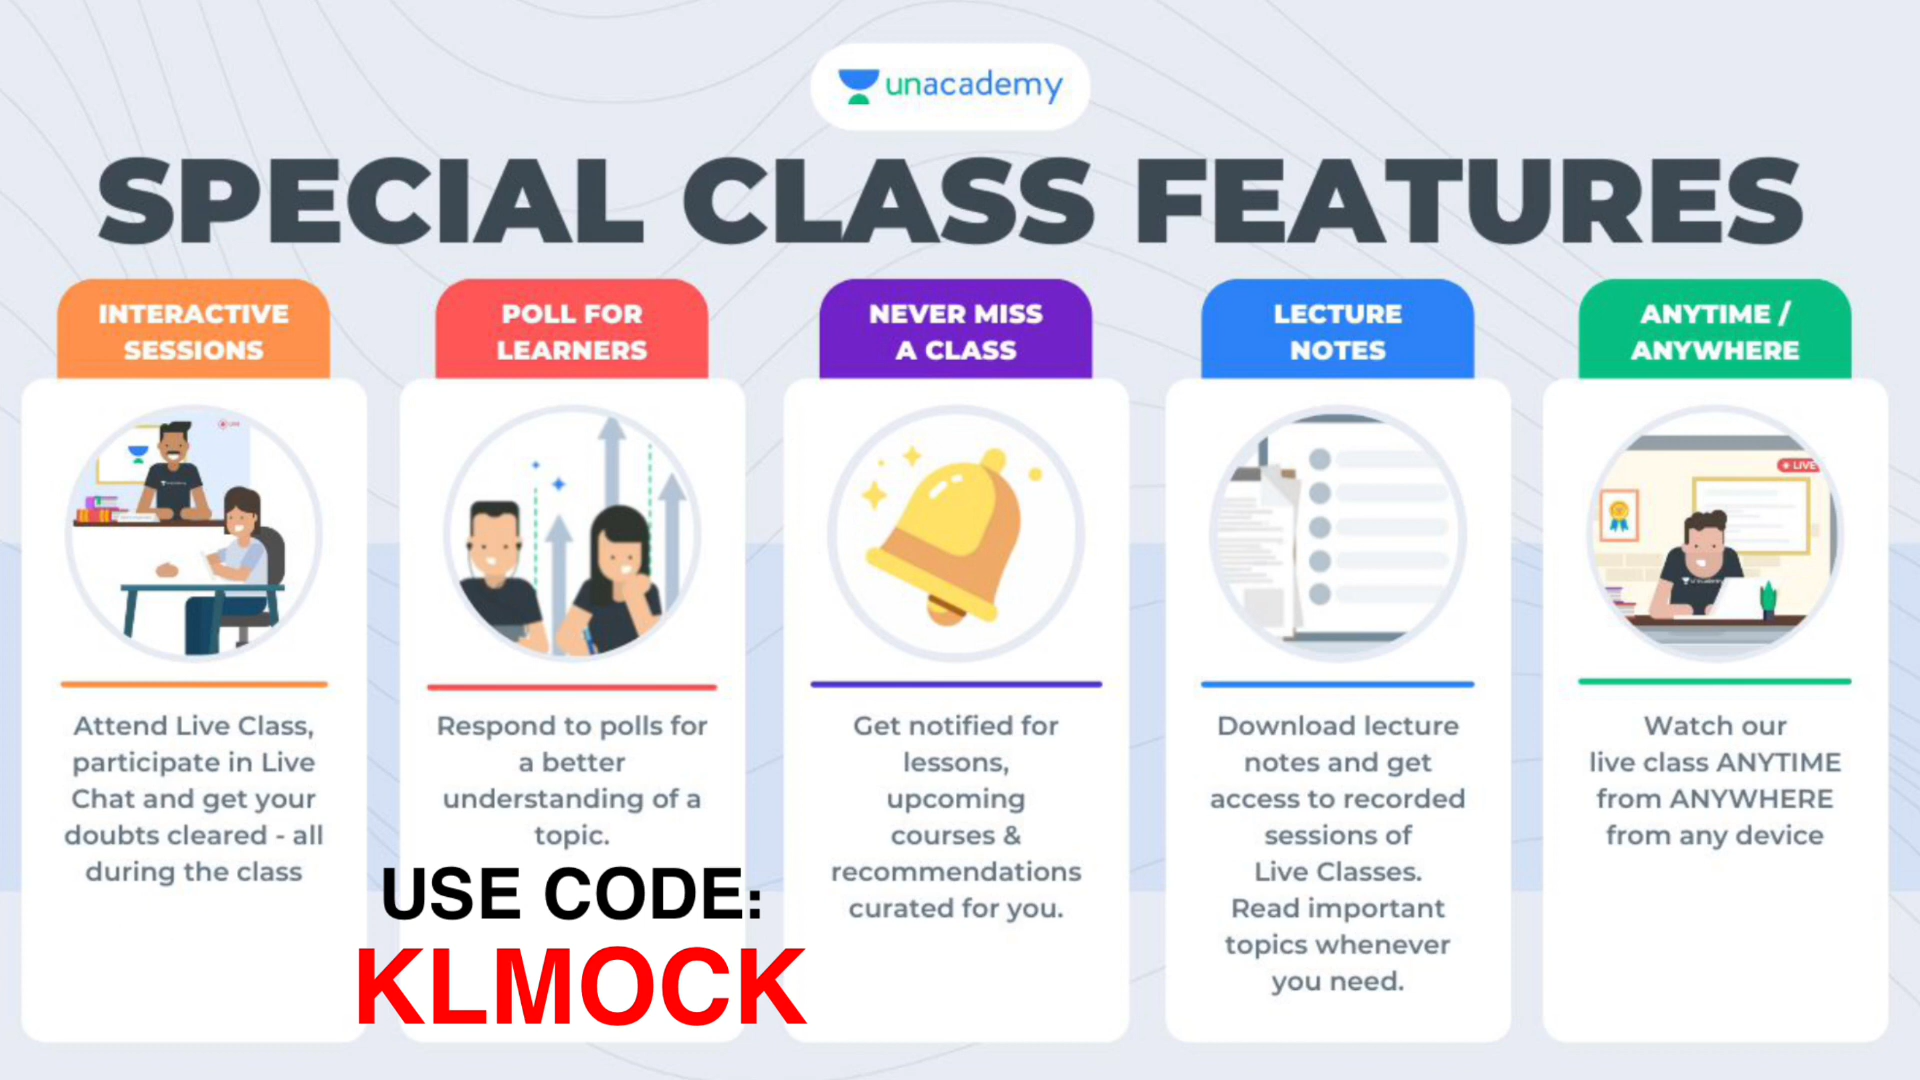 unacademy
SPECIAL CLASS FEATURES
INTERACTIVE
SESSIONS
Attend Live Class,
participate in Live
Chat and get your
doubts cleared - all
during the class
POLL FOR
LEARNERS
Respond to polls for
a better
understanding of a
topic.
NEVER MISS
A CLASS
Get notified for
lessons,
upcoming
courses &
recommendations
curated for you.
LECTURE
NOTES
Download lecture
notes and get
access to recorded
sessions of
Live Classes.
Read important
topics whenever
you need.
ANYTIME /
ANYWHERE
LIVE
unacademy
Watch our
live class ANYTIME
from ANYWHERE
from any device
USE CODE:
KLMOCK